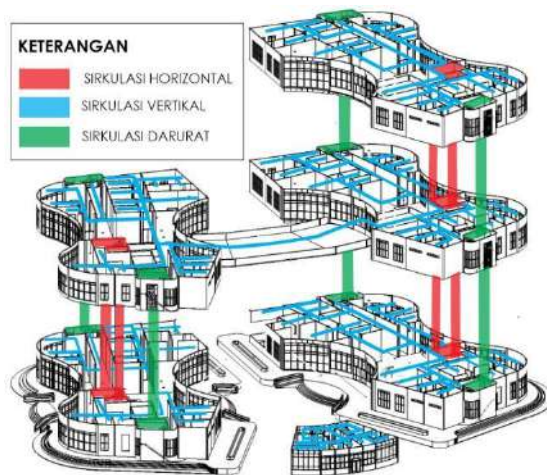 KETERANGAN
SIRKULASI HORIZONTAL
SIRKULASI VERTIKAL
SIRKULASI DARURAT